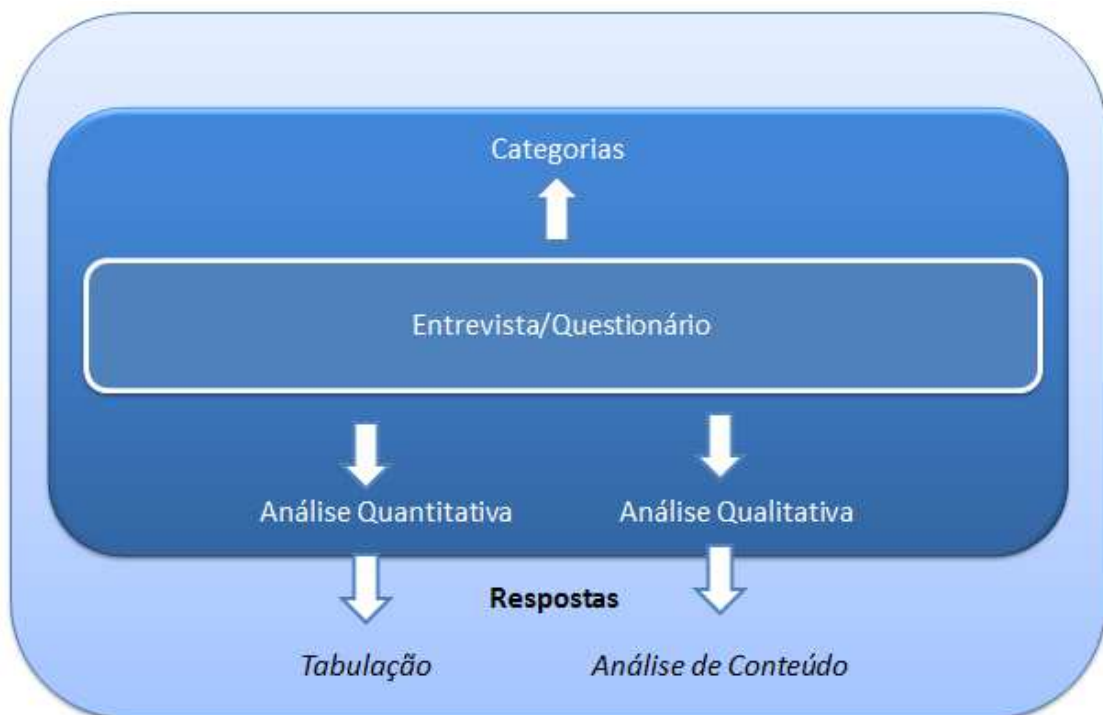 Categorias
Entrevista/Questionário
Análise Quantitativa Análise Qualitativa
Respostas
Tabulação Análise de Conteúdo